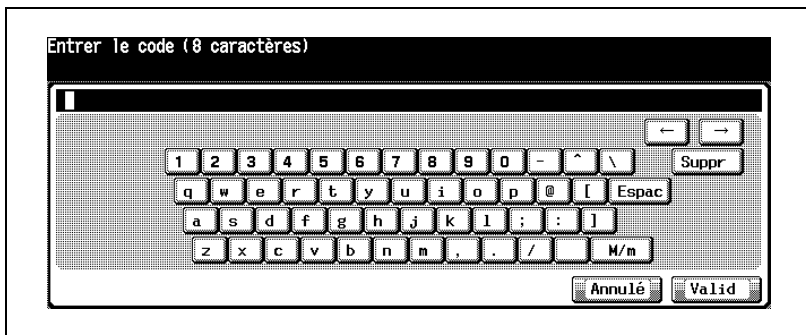 Entrer le code (8 caractères)
← →
1 2 3 4 5 6 7 8 9 0 - ^ \ Suppr
q w e r t y u i o p @ [ Espac
a s d f g h j k l ; : ]
z x c v b n m , . / M/m
Annulé Valid